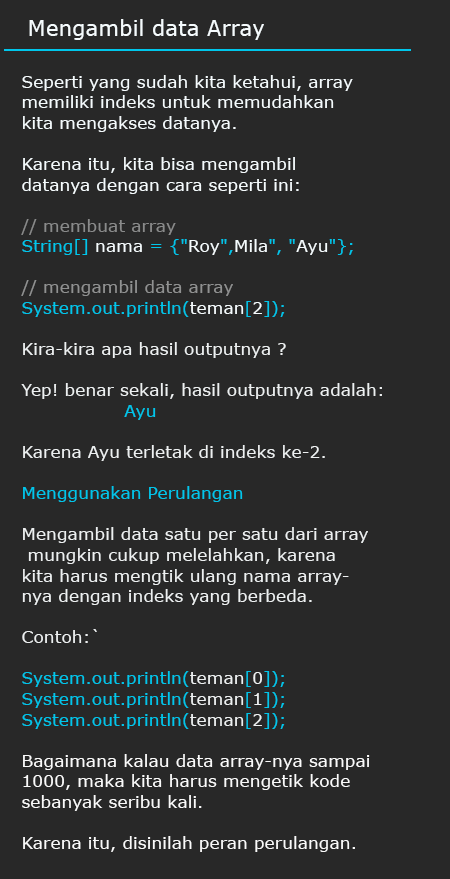 Mengambil data Array
Seperti yang sudah kita ketahui, array
memiliki indeks untuk memudahkan
kita mengakses datanya.
Karena itu, kita bisa mengambil
datanya dengan cara seperti ini:
// membuat array
String[] nama = {"Roy",Mila", "Ayu"};
// mengambil data array
System.out.println(teman[2]);
Kira-kira apa hasil outputnya ?
Yep! benar sekali, hasil outputnya adalah:
Ayu
Karena Ayu terletak di indeks ke-2.
Menggunakan Perulangan
Mengambil data satu per satu dari array
mungkin cukup melelahkan, karena
kita harus mengtik ulang nama array-
nya dengan indeks yang berbeda.
Contoh:`
System.out.println(teman[0]);
System.out.println(teman[1]);
System.out.println(teman[2]);
Bagaimana kalau data array-nya sampai
1000, maka kita harus mengetik kode
sebanyak seribu kali.
Karena itu, disinilah peran perulangan.